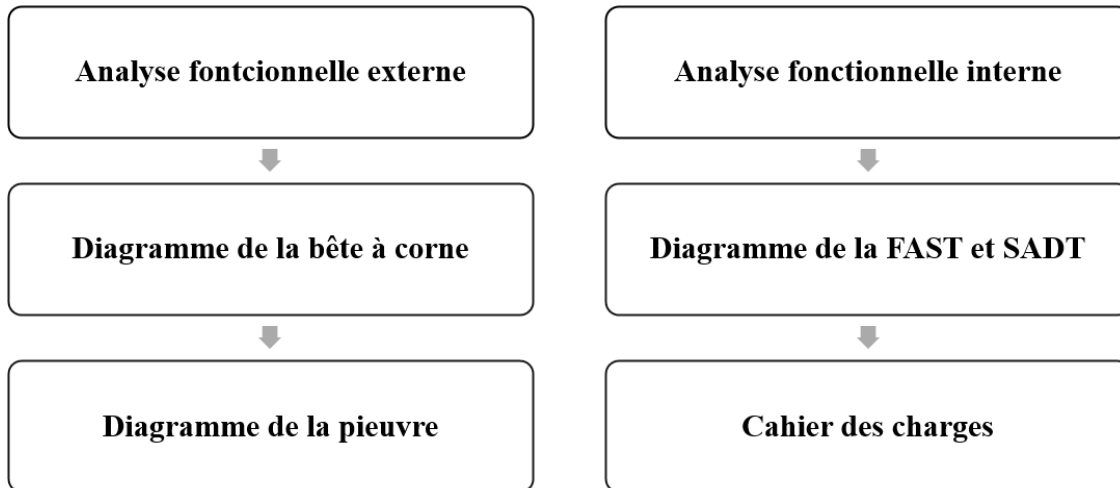 Analyse fontcionnelle externe
Diagramme de la bête à corne
Diagramme de la pieuvre
Analyse fonctionnelle interne
Diagramme de la FAST et SADT
Cahier des charges